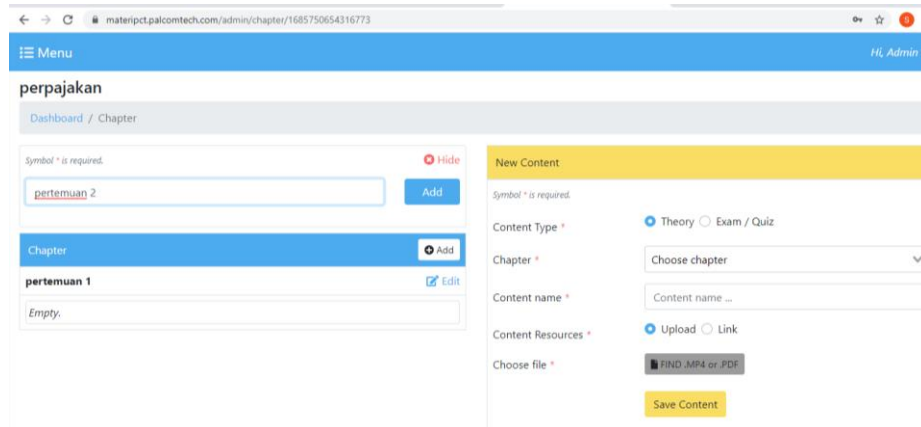 materipct.palcomtech.com/admin/chapter/1685750654316773
S
Menu
Hi, Admin
perpajakan
Dashboard / Chapter
Symbol * is required.
Hide
pertemuan 2
Add
Chapter
Add
pertemuan 1
Edit
Empty.
New Content
Symbol * is required.
Content Type *
Theory
Exam / Quiz
Chapter *
Choose chapter
Content name *
Content name ...
Content Resources *
Upload
Link
Choose file *
FIND .MP4 or .PDF
Save Content